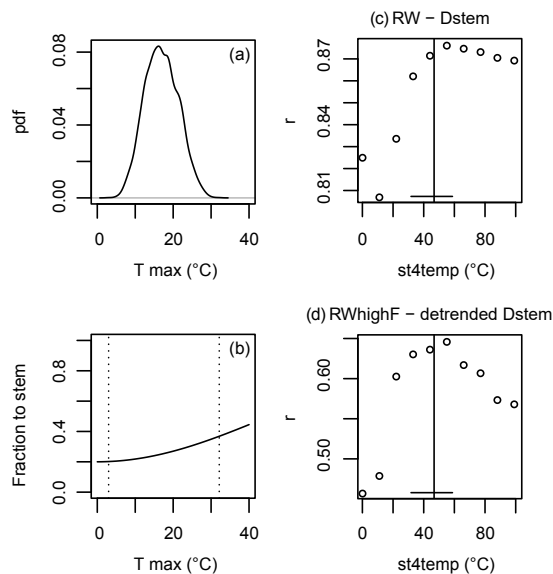 (a)
pdf
0.00
0.04
0.08
0
20
40
T max (°C)
(c) RW − Dstem
r
0.81
0.84
0.87
0
40
80
st4temp (°C)
(b)
Fraction to stem
0.0
0.4
0.8
0
20
40
T max (°C)
(d) RWhighF − detrended Dstem
r
0.50
0.60
0
40
80
st4temp (°C)